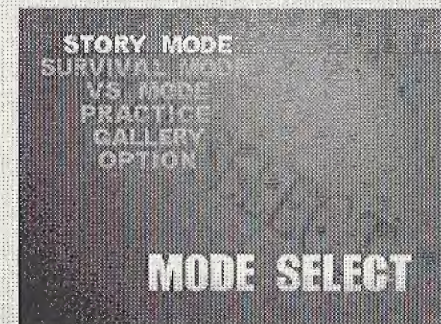 STORY MODE
SURVIVAL MODE
VS. MODE
PRACTICE
GALLERY
OPTION
MODE SELECT